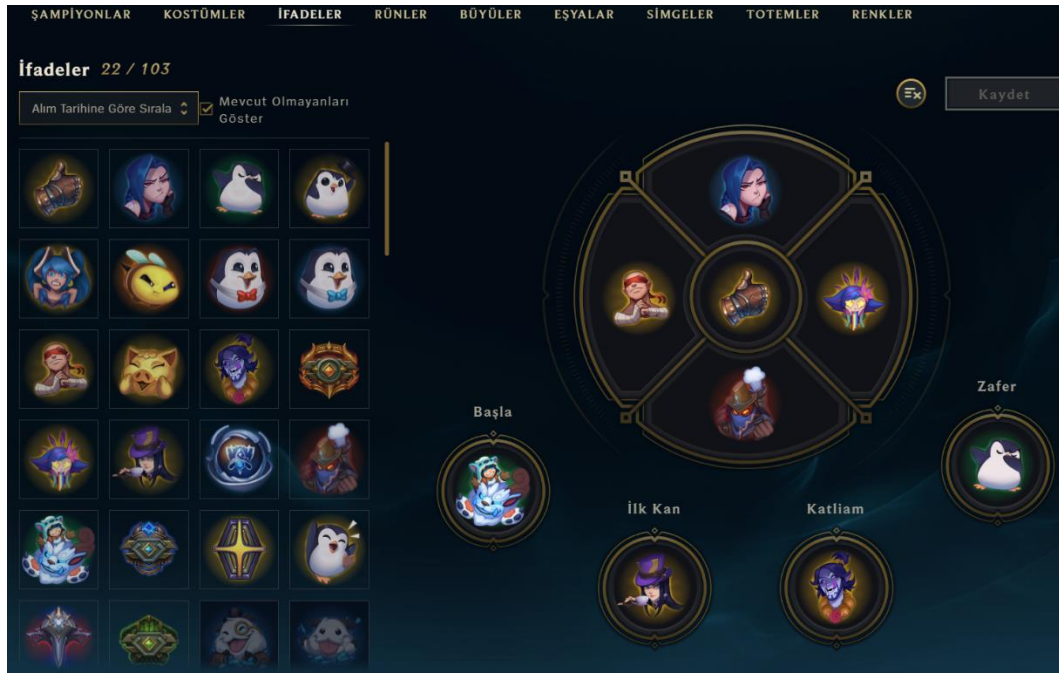 ŞAMPİYONLAR KOSTÜMLER İFADELER RÜNLER BÜYÜLER EŞYALAR SİMGELER TOTEMLER RENKLER
İfadeler 22 / 103
Alım Tarihine Göre Sırala
Mevcut Olmayanları
Göster
Kaydet
Zafer
Başla
İlk Kan
Katliam